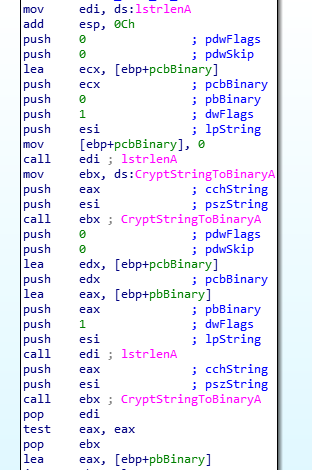 mov edi, ds:lstrlenA
add esp, 0Ch
push 0 ; pdwFlags
push 0 ; pdwSkip
lea ecx, [ebp+pcbBinary]
push ecx ; pcbBinary
push 0 ; pbBinary
push 1 ; dwFlags
push esi ; lpString
mov [ebp+pcbBinary], 0
call edi ; lstrlenA
mov ebx, ds:CryptStringToBinaryA
push eax ; cchString
push esi ; pszString
call ebx ; CryptStringToBinaryA
push 0 ; pdwFlags
push 0 ; pdwSkip
lea edx, [ebp+pcbBinary]
push edx ; pcbBinary
lea eax, [ebp+pbBinary]
push eax ; pbBinary
push 1 ; dwFlags
push esi ; lpString
call edi ; lstrlenA
push eax ; cchString
push esi ; pszString
call ebx ; CryptStringToBinaryA
pop edi
test eax, eax
pop ebx
lea eax, [ebp+pbBinary]